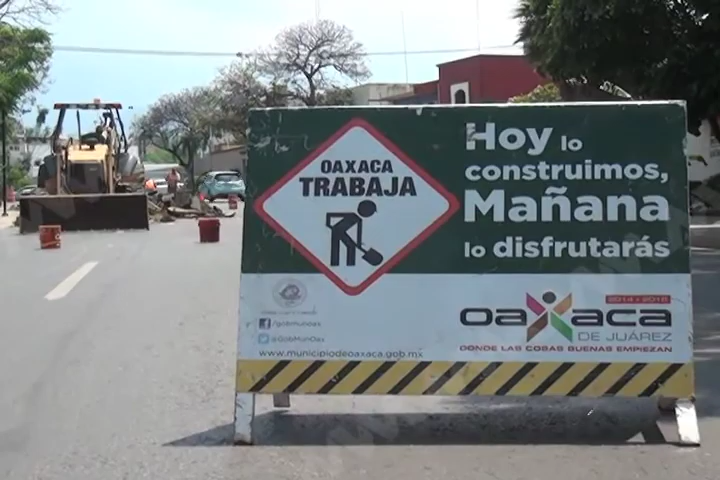 OAXACA
TRABAJA
Hoy lo
construimos,
Mañana
lo disfrutarás
/gobmunoax
@GobMunOax
www.municipiodeoaxaca.gob.mx
2014 - 2016
oaxaca
DE JUÁREZ
DONDE LAS COSAS BUENAS EMPIEZAN